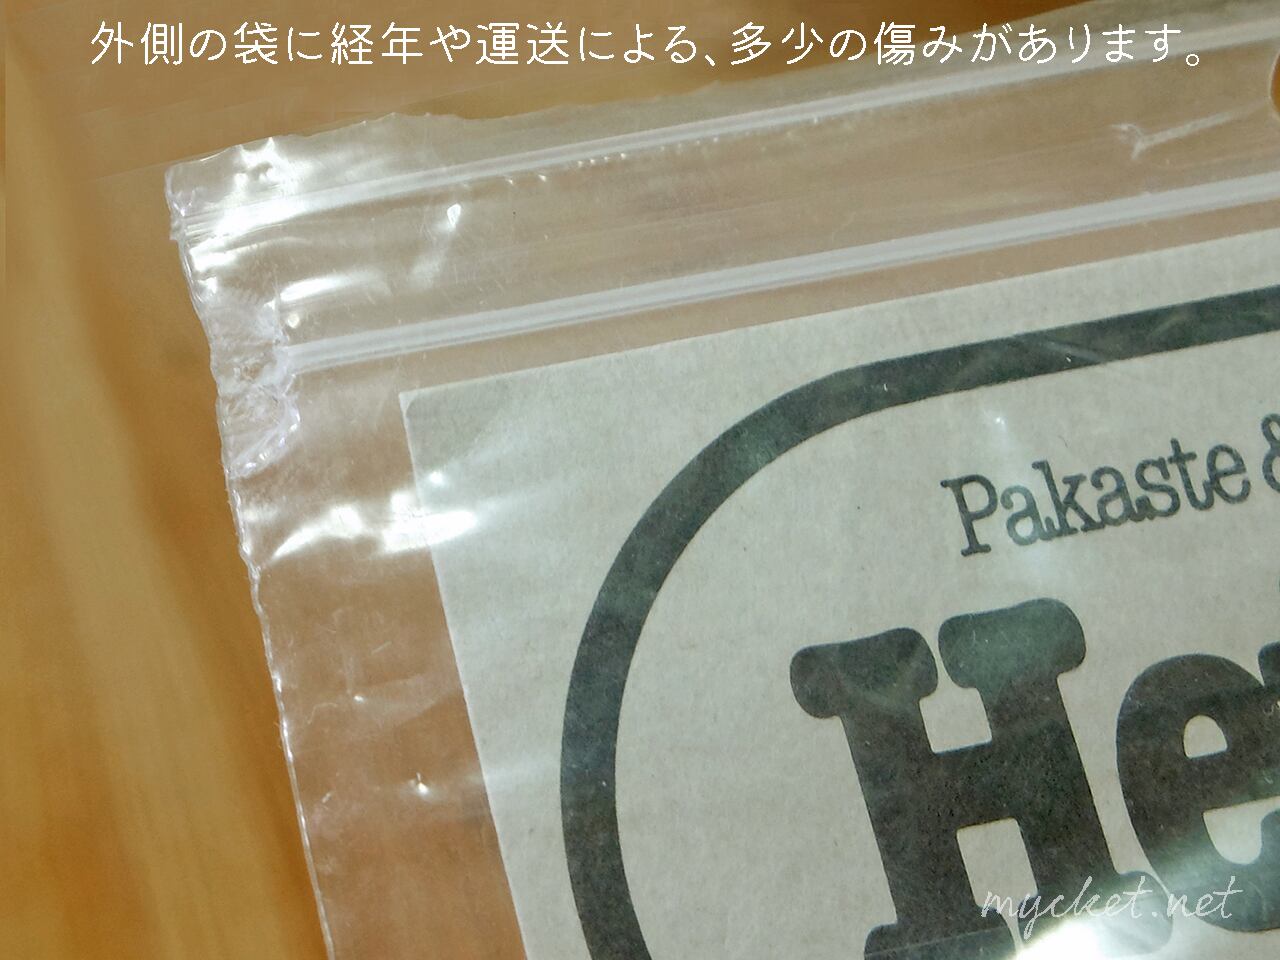 外側の袋に経年や運送による、多少の傷みがあります。
Pakaste &
He
mycket.net